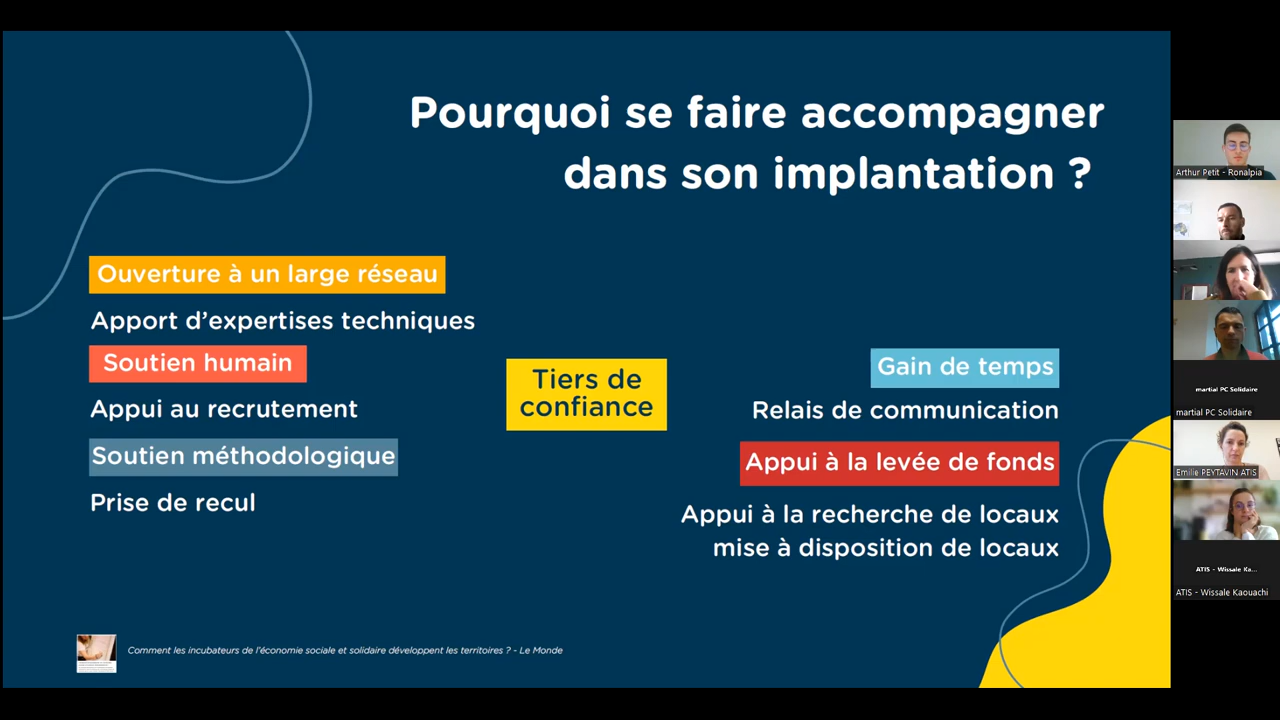 Pourquoi se faire accompagner
dans son implantation ?
Ouverture à un large réseau
Apport d’expertises techniques
Soutien humain
Appui au recrutement
Soutien méthodologique
Prise de recul
Tiers de
confiance
Gain de temps
Relais de communication
Appui à la levée de fonds
Appui à la recherche de locaux
mise à disposition de locaux
Comment les incubateurs de l’économie sociale et solidaire développent les territoires ? - Le Monde
Arthur Petit - Ronalpia
martial PC Solidaire
martial PC Solidaire
Emilie PEYTAVIN ATIS
ATIS - Wissale Ka...
ATIS - Wissale Kaouachi